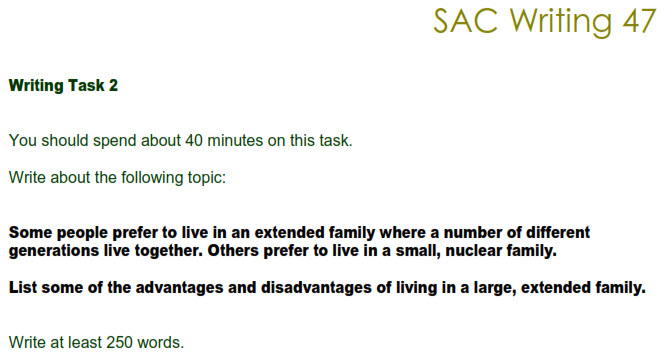 SAC Writing 47
Writing Task 2
You should spend about 40 minutes on this task.
Write about the following topic:
Some people prefer to live in an extended family where a number of different
generations live together. Others prefer to live in a small, nuclear family.
List some of the advantages and disadvantages of living in a large, extended family.
Write at least 250 words.